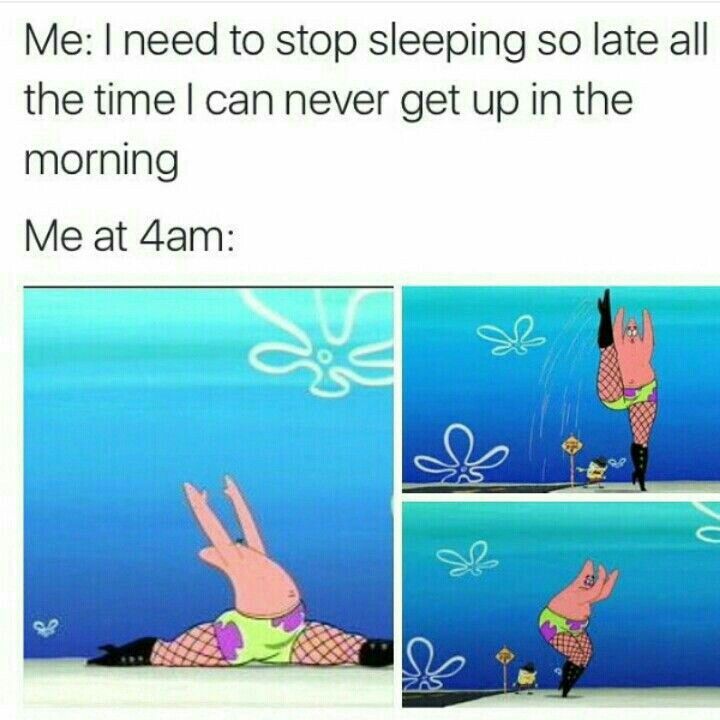 Me: I need to stop sleeping so late all
the time I can never get up in the
morning
Me at 4am: